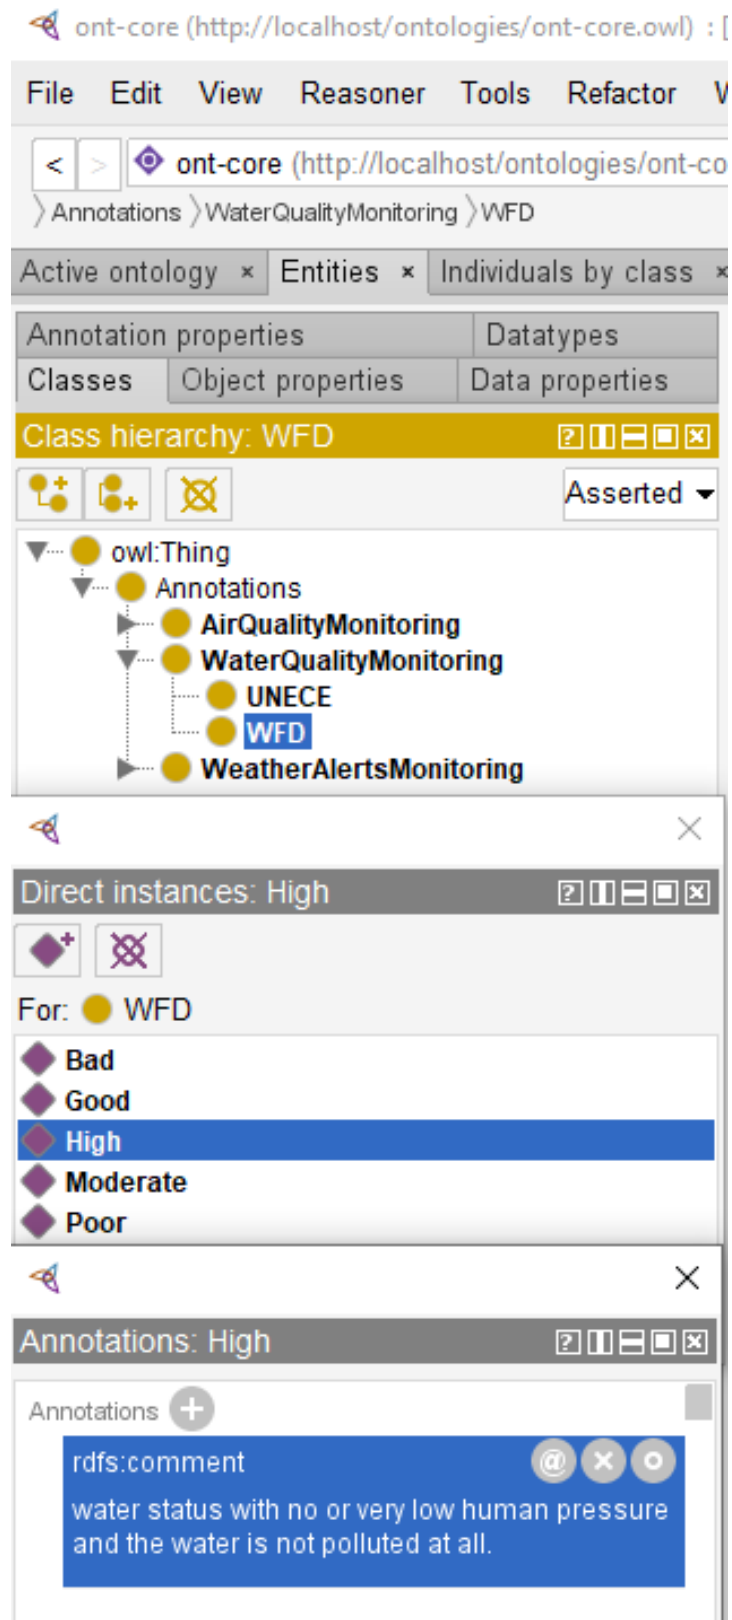 ont-core (http://localhost/ontologies/ont-core.owl) : [
File Edit View Reasoner Tools Refactor
< > ont-core (http://localhost/ontologies/ont-co
Annotations WaterQualityMonitoring WFD
Active ontology × Entities × Individuals by class ×
Annotation properties Datatypes
Classes Object properties Data properties
Class hierarchy: WFD
Asserted
owl:Thing
Annotations
AirQualityMonitoring
WaterQualityMonitoring
UNECE
WFD
WeatherAlertsMonitoring
Direct instances: High
For: WFD
Bad
Good
High
Moderate
Poor
Annotations: High
Annotations
rdfs:comment
water status with no or very low human pressure
and the water is not polluted at all.